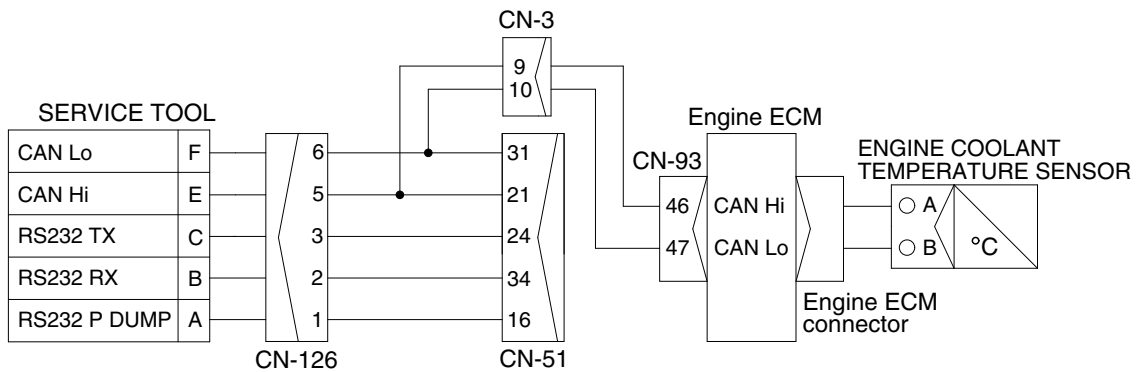 CN-3
9
10
SERVICE TOOL
CAN Lo F
CAN Hi E
RS232 TX C
RS232 RX B
RS232 P DUMP A
6
5
3
2
1
CN-126
31
21
24
34
16
CN-51
Engine ECM
CN-93
46 CAN Hi
47 CAN Lo
Engine ECM
connector
ENGINE COOLANT
TEMPERATURE SENSOR
A
B
°C